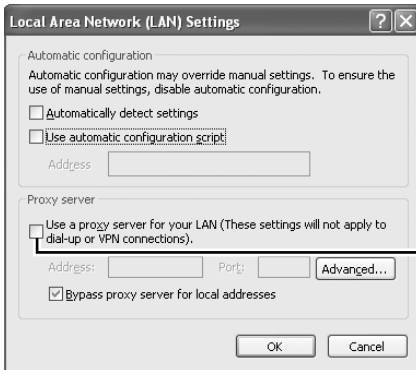 Local Area Network (LAN) Settings
Automatic configuration
Automatic configuration may override manual settings. To ensure the
use of manual settings, disable automatic configuration.
Automatically detect settings
Use automatic configuration script
Address
Proxy server
Use a proxy server for your LAN (These settings will not apply to
dial-up or VPN connections).
Address: Port: Advanced...
Bypass proxy server for local addresses
OK Cancel